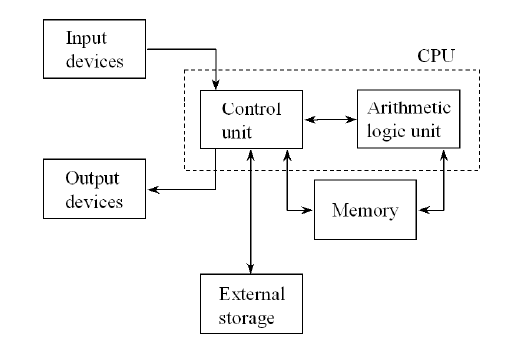 Input
devices
CPU
Control
unit
Arithmetic
logic unit
Output
devices
Memory
External
storage